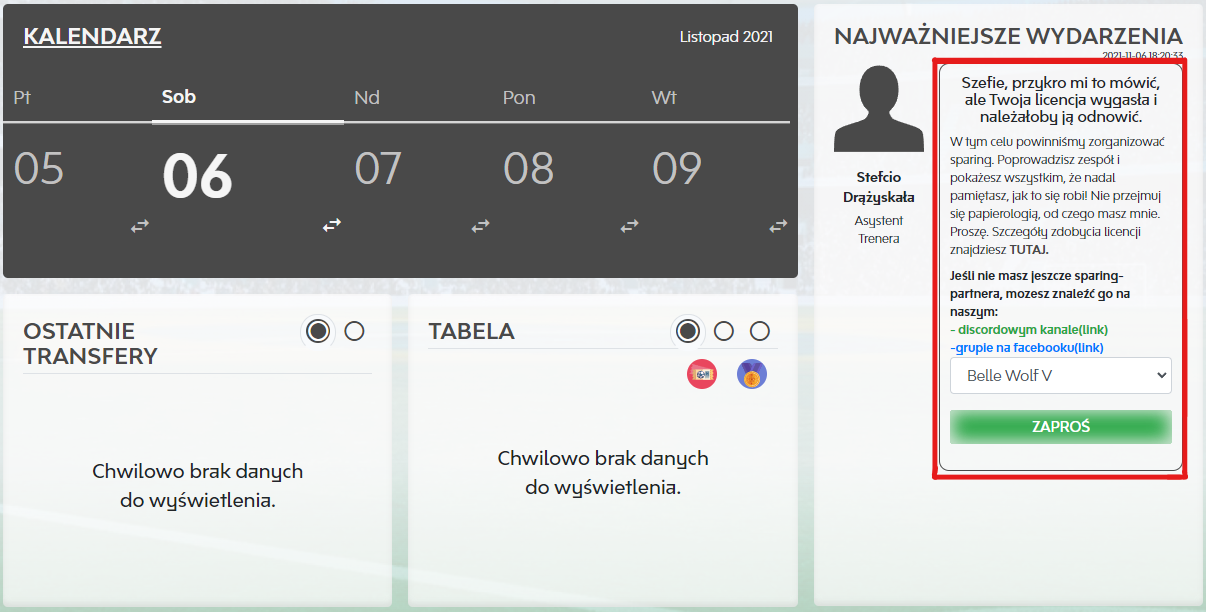 KALENDARZ
Listopad 2021
Pt
Sob
Nd
Pon
Wt
05
06
07
08
09
OSTATNIE
TRANSFERY
Chwilowo brak danych
do wyświetlenia.
TABELA
Chwilowo brak danych
do wyświetlenia.
NAJWAŻNIEJSZE WYDARZENIA
2021-11-06 18:20:33
Stefcio
Drążyskała
Asystent
Trenera
Szefie, przykro mi to mówić,
ale Twoja licencja wygasła i
należałoby ją odnowić.
W tym celu powinniśmy zorganizować
sparing. Poprowadzisz zespół i
pokażesz wszystkim, że nadal
pamiętasz, jak to się robi! Nie przejmuj
się papierologią, od czego masz mnie.
Proszę. Szczegóły zdobycia licencji
znajdziesz TUTAJ.
Jeśli nie masz jeszcze sparing-
partnera, mozesz znaleźć go na
naszym:
- discordowym kanale(link)
-grupie na facebooku(link)
Belle Wolf V
ZAPROŚ